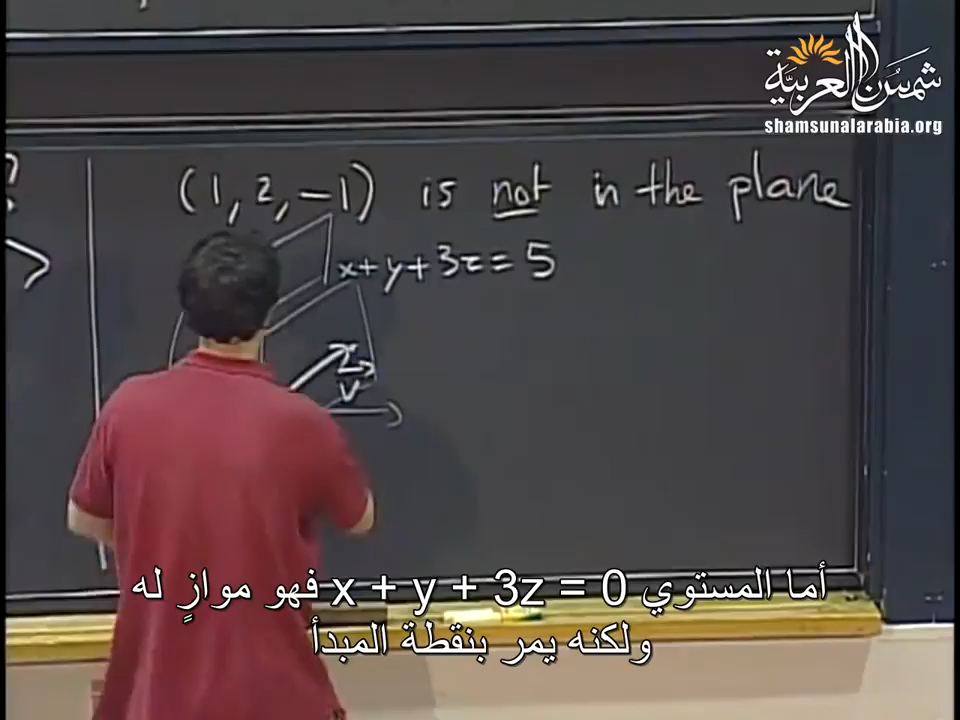 شمس العربية
shamsunalarabia.org
(1, 2, -1) is not in the plane
x+y+3z=5
v
أما المستوي x + y + 3z = 0 فهو موازٍ له
ولكنه يمر بنقطة المبدأ